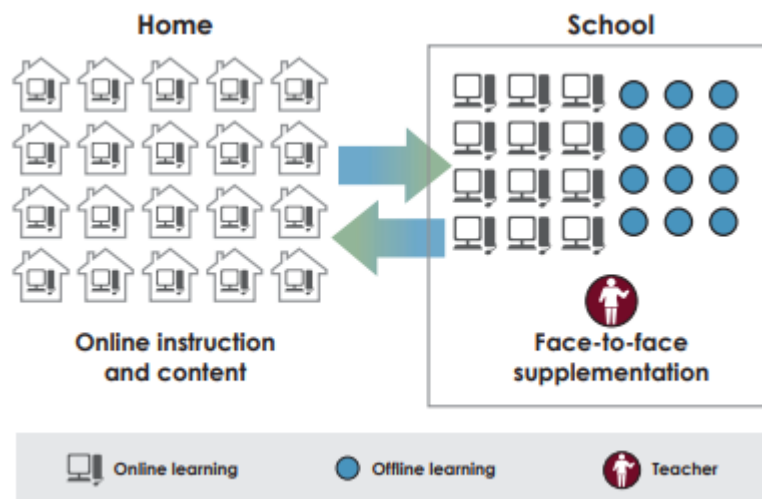 Home
School
Online instruction
and content
Face-to-face
supplementation
Online learning
Offline learning
Teacher